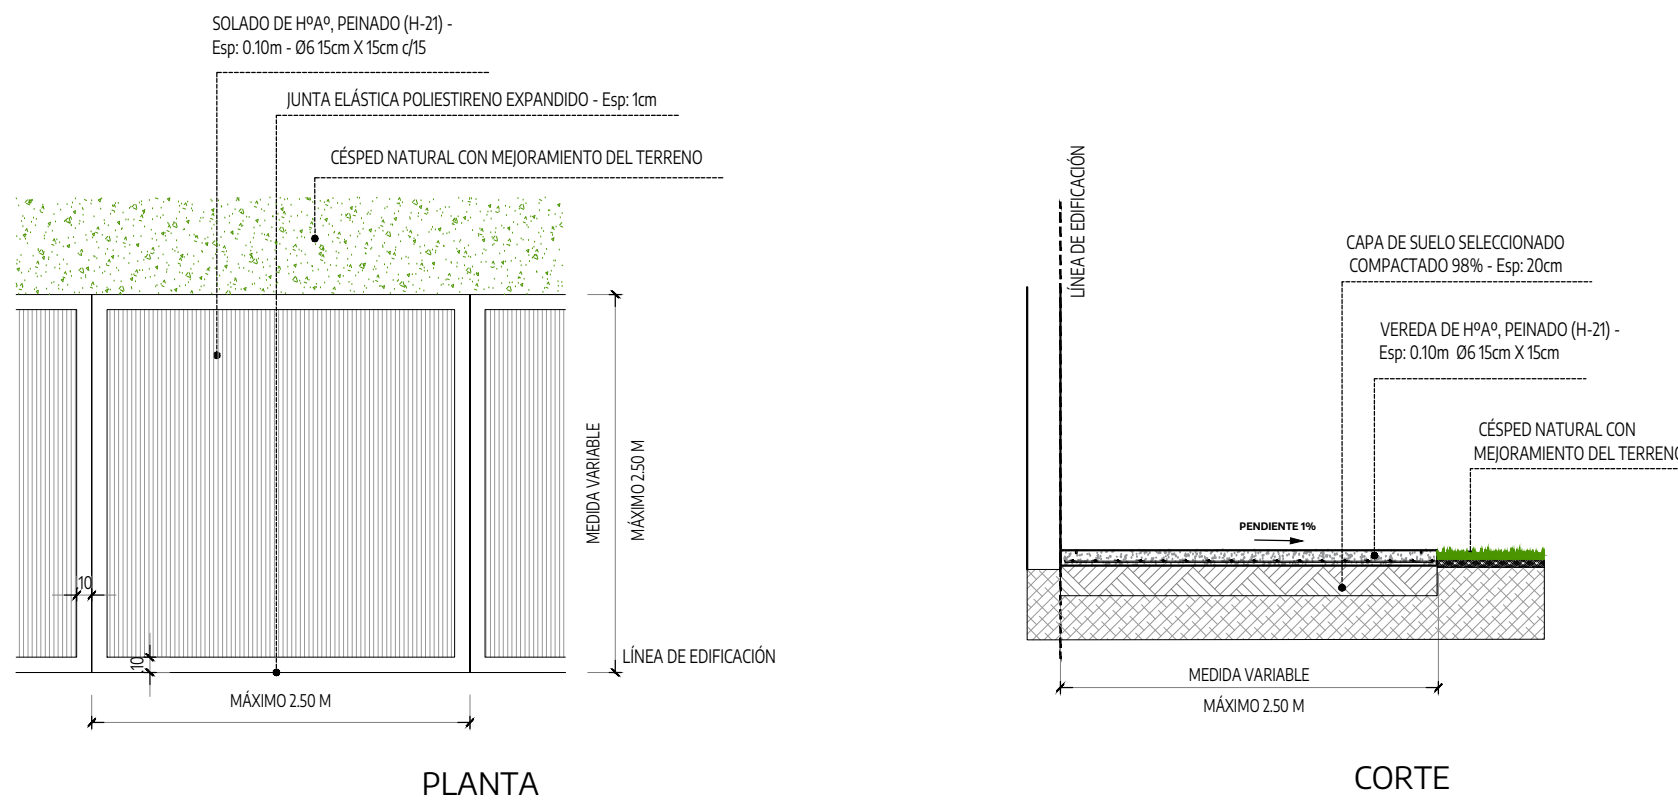 SOLADO DE HºAº, PEINADO (H-21) -
Esp: 0.10m - Ø6 15cm X 15cm c/15
JUNTA ELÁSTICA POLIESTIRENO EXPANDIDO - Esp: 1cm
CÉSPED NATURAL CON MEJORAMIENTO DEL TERRENO
MEDIDA VARIABLE
MÁXIMO 2.50 M
.10
.10
LÍNEA DE EDIFICACIÓN
MÁXIMO 2.50 M
PLANTA
LÍNEA DE EDIFICACIÓN
CAPA DE SUELO SELECCIONADO
COMPACTADO 98% - Esp: 20cm
VEREDA DE HºAº, PEINADO (H-21) -
Esp: 0.10m Ø6 15cm X 15cm
CÉSPED NATURAL CON
MEJORAMIENTO DEL TERRENO
PENDIENTE 1%
MEDIDA VARIABLE
MÁXIMO 2.50 M
CORTE